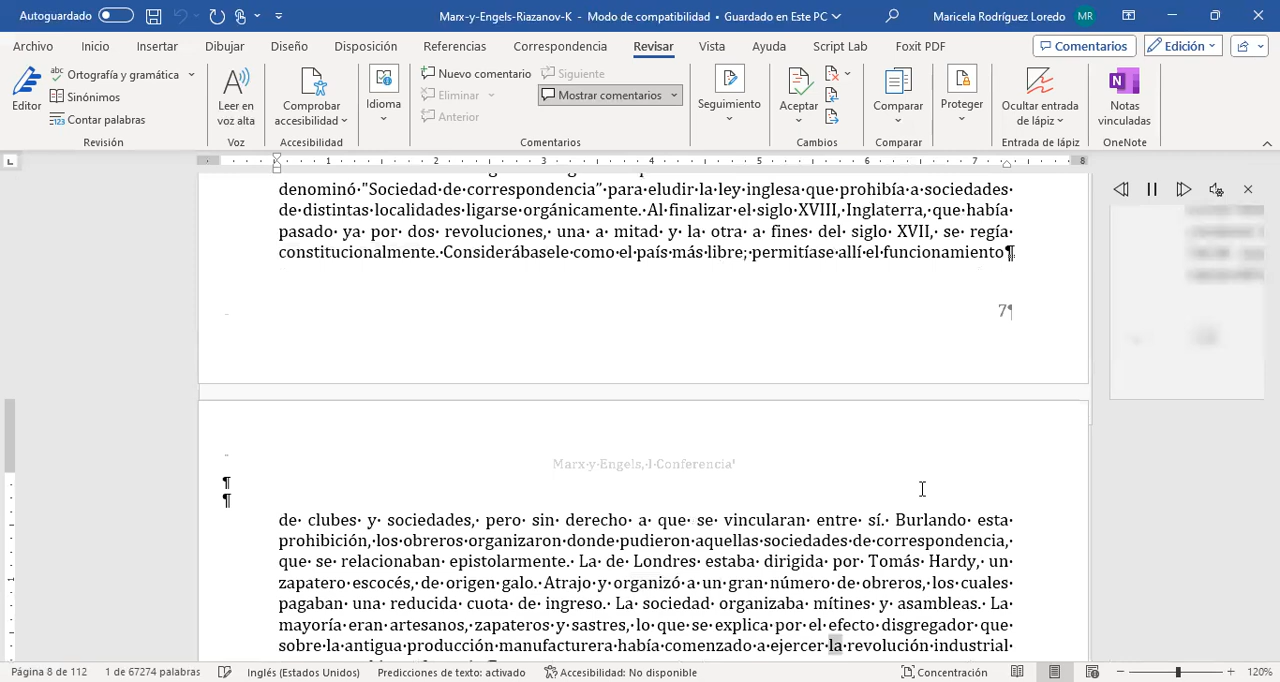 Autoguardado
Marx-y-Engels-Riazanov-K - Modo de compatibilidad • Guardado en Este PC
Maricela Rodríguez Loredo MR
Archivo Inicio Insertar Dibujar Diseño Disposición Referencias Correspondencia Revisar Vista Ayuda Script Lab Foxit PDF Comentarios Edición
Editor
abc Ortografía y gramática
Sinónimos
123 Contar palabras
Revisión
Leer en voz alta
Voz
Comprobar accesibilidad
Accesibilidad
Idioma
Nuevo comentario Siguiente
Eliminar Mostrar comentarios
Anterior
Comentarios
Seguimiento
Aceptar
Cambios
Comparar
Comparar
Proteger
Ocultar entrada de lápiz
Entrada de lápiz
Notas vinculadas
OneNote
1 2 3 4 5 6 7 8
denominó·"Sociedad·de·correspondencia"·para·eludir·la·ley·inglesa·que·prohibía·a·sociedades·
de·distintas·localidades·ligarse·orgánicamente.·Al·finalizar·el·siglo·XVIII,·Inglaterra,·que·había·
pasado· ya· por· dos· revoluciones,· una· a· mitad· y· la· otra· a· fines· del· siglo· XVII,· se· regía·
constitucionalmente.·Considerábasele·como·el·país·más·libre;·permitíase·allí·el·funcionamiento¶
7¶
Marx·y·Engels,·I·Conferencia¶
¶
¶
de· clubes· y· sociedades,· pero· sin· derecho· a· que· se· vincularan· entre· sí.· Burlando· esta·
prohibición,·los·obreros·organizaron·donde·pudieron·aquellas·sociedades·de·correspondencia,·
que· se· relacionaban· epistolarmente.· La· de· Londres· estaba· dirigida· por· Tomás· Hardy,· un·
zapatero· escocés,· de· origen· galo.· Atrajo· y· organizó· a· un· gran· número· de· obreros,· los· cuales·
pagaban· una· reducida· cuota· de· ingreso.· La· sociedad· organizaba· mítines· y· asambleas.· La·
mayoría·eran·artesanos,·zapateros·y·sastres,·lo·que·se·explica·por·el·efecto·disgregador·que·
sobre·la·antigua·producción·manufacturera·había·comenzado·a·ejercer·la·revolución·industrial·
Página 8 de 112 1 de 67274 palabras Inglés (Estados Unidos) Predicciones de texto: activado Accesibilidad: No disponible Concentración 120%